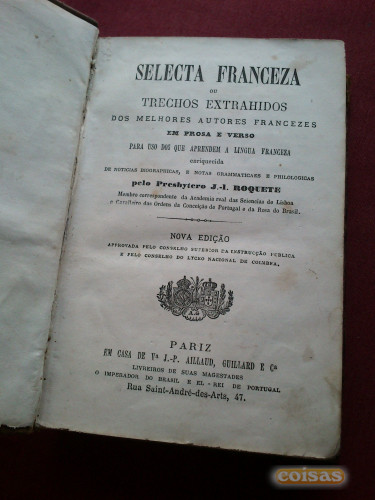 SELECTA FRANCEZA
OU
TRECHOS EXTRAHIDOS
DOS MELHORES AUTORES FRANCEZES
EM PROSA E VERSO
PARA USO DOS QUE APRENDEM A LINGUA FRANCEZA
enriquecida
DE NOTICIAS BIOGRAPHICAS, E NOTAS GRAMMATICAES E PHILOLOGICAS
pelo Presbytero J.-I. ROQUETE
Membro correspondente da Academia real das Sciencias de Lisboa
e Cavalleiro das Ordens da Conceição de Portugal e da Rosa do Brasil.
NOVA EDIÇÃO
APPROVADA PELO CONSELHO SUPERIOR DA INSTRUCÇÃO PUBLICA
E PELO CONSELHO DO LYCEO NACIONAL DE COIMBRA.
PARIZ
EM CASA DE Vª J.-P. AILLAUD, GUILLARD E Cª
LIVREIROS DE SUAS MAGESTADES
O IMPERADOR DO BRASIL E EL-REI DE PORTUGAL
Rua Saint-André-des-Arts, 47.
coisas